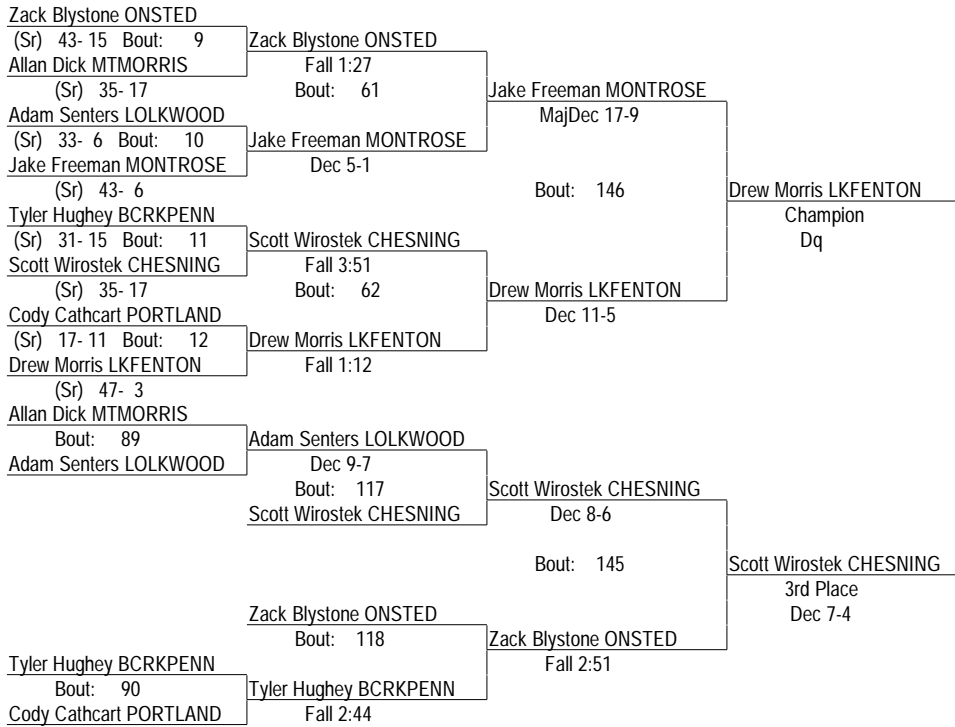 Zack Blystone ONSTED
(Sr) 43- 15 Bout: 9 Zack Blystone ONSTED
Allan Dick MTMORRIS Fall 1:27
(Sr) 35- 17 Bout: 61 Jake Freeman MONTROSE
Adam Senters LOLKWOOD MajDec 17-9
(Sr) 33- 6 Bout: 10 Jake Freeman MONTROSE
Jake Freeman MONTROSE Dec 5-1
(Sr) 43- 6 Bout: 146 Drew Morris LKFENTON
Tyler Hughey BCRKPENN Champion
(Sr) 31- 15 Bout: 11 Scott Wirostek CHESNING Dq
Scott Wirostek CHESNING Fall 3:51
(Sr) 35- 17 Bout: 62 Drew Morris LKFENTON
Cody Cathcart PORTLAND Dec 11-5
(Sr) 17- 11 Bout: 12 Drew Morris LKFENTON
Drew Morris LKFENTON Fall 1:12
(Sr) 47- 3
Allan Dick MTMORRIS
Bout: 89 Adam Senters LOLKWOOD
Adam Senters LOLKWOOD Dec 9-7
Bout: 117 Scott Wirostek CHESNING
Scott Wirostek CHESNING Dec 8-6
Bout: 145 Scott Wirostek CHESNING
3rd Place
Zack Blystone ONSTED Dec 7-4
Bout: 118 Zack Blystone ONSTED
Tyler Hughey BCRKPENN Fall 2:51
Bout: 90 Tyler Hughey BCRKPENN
Cody Cathcart PORTLAND Fall 2:44